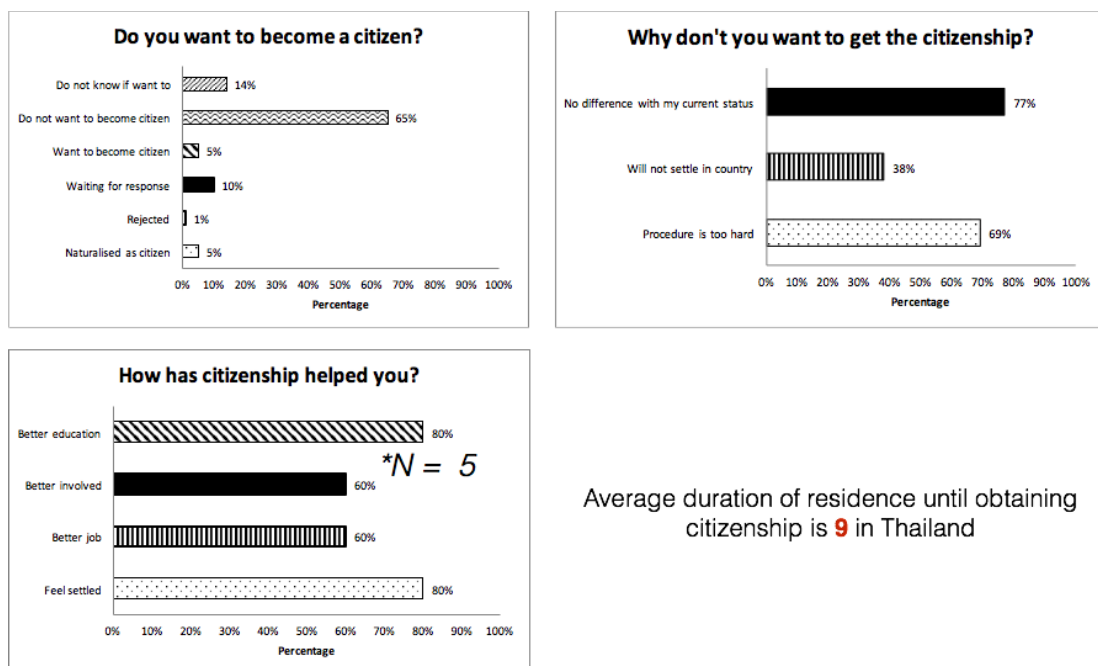 Do you want to become a citizen?
Do not know if want to
14%
Do not want to become citizen
65%
Want to become citizen
5%
Waiting for response
10%
Rejected
1%
Naturalised as citizen
5%
0% 10% 20% 30% 40% 50% 60% 70% 80% 90% 100%
Percentage
Why don't you want to get the citizenship?
No difference with my current status
77%
Will not settle in country
38%
Procedure is too hard
69%
0% 10% 20% 30% 40% 50% 60% 70% 80% 90% 100%
Percentage
How has citizenship helped you?
Better education
80%
*N = 5
Better involved
60%
Better job
60%
Feel settled
80%
0% 10% 20% 30% 40% 50% 60% 70% 80% 90% 100%
Percentage
Average duration of residence until obtaining
citizenship is 9 in Thailand